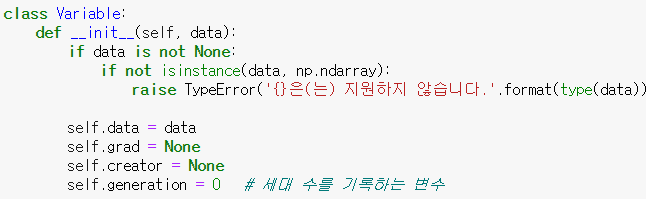 class Variable:
    def __init__(self, data):
        if data is not None:
            if not isinstance(data, np.ndarray):
                raise TypeError('{}은(는) 지원하지 않습니다.'.format(type(data))

        self.data = data
        self.grad = None
        self.creator = None
        self.generation = 0   # 세대 수를 기록하는 변수